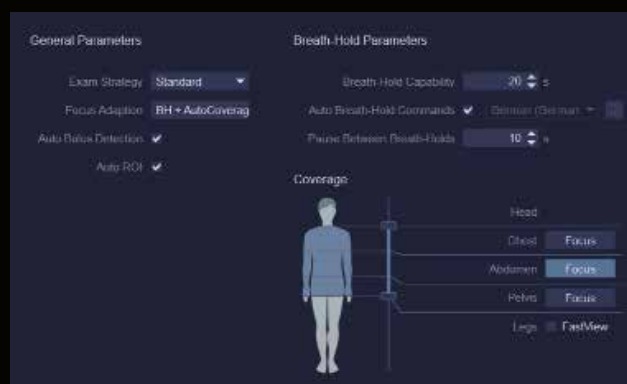 General Parameters
Exam Strategy Standard
Focus Adaption BH + AutoCoverag
Auto Bolus Detection
Auto ROI
Breath-Hold Parameters
Breath-Hold Capability 20 s
Auto Breath-Hold Commands German (German
Pause Between Breath-Holds 10 s
Coverage
Head
Chest Focus
Abdomen Focus
Pelvis Focus
Legs FastView